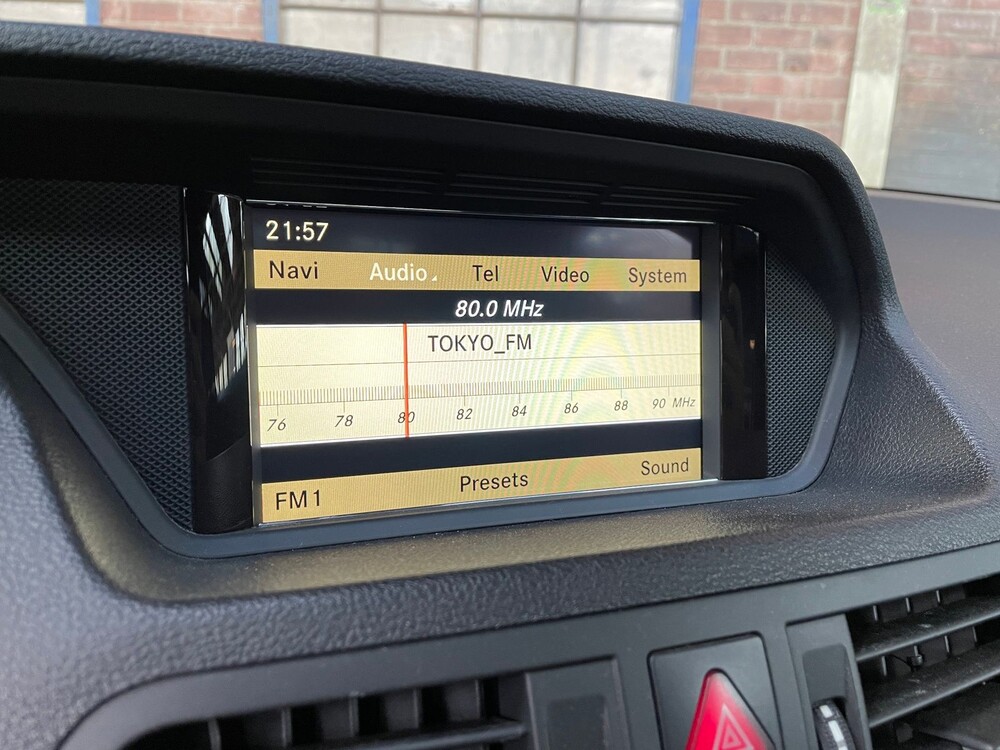 21:57
Navi Audio Tel Video System
80.0 MHz
TOKYO_FM
76 78 80 82 84 86 88 90 MHz
FM1 Presets Sound